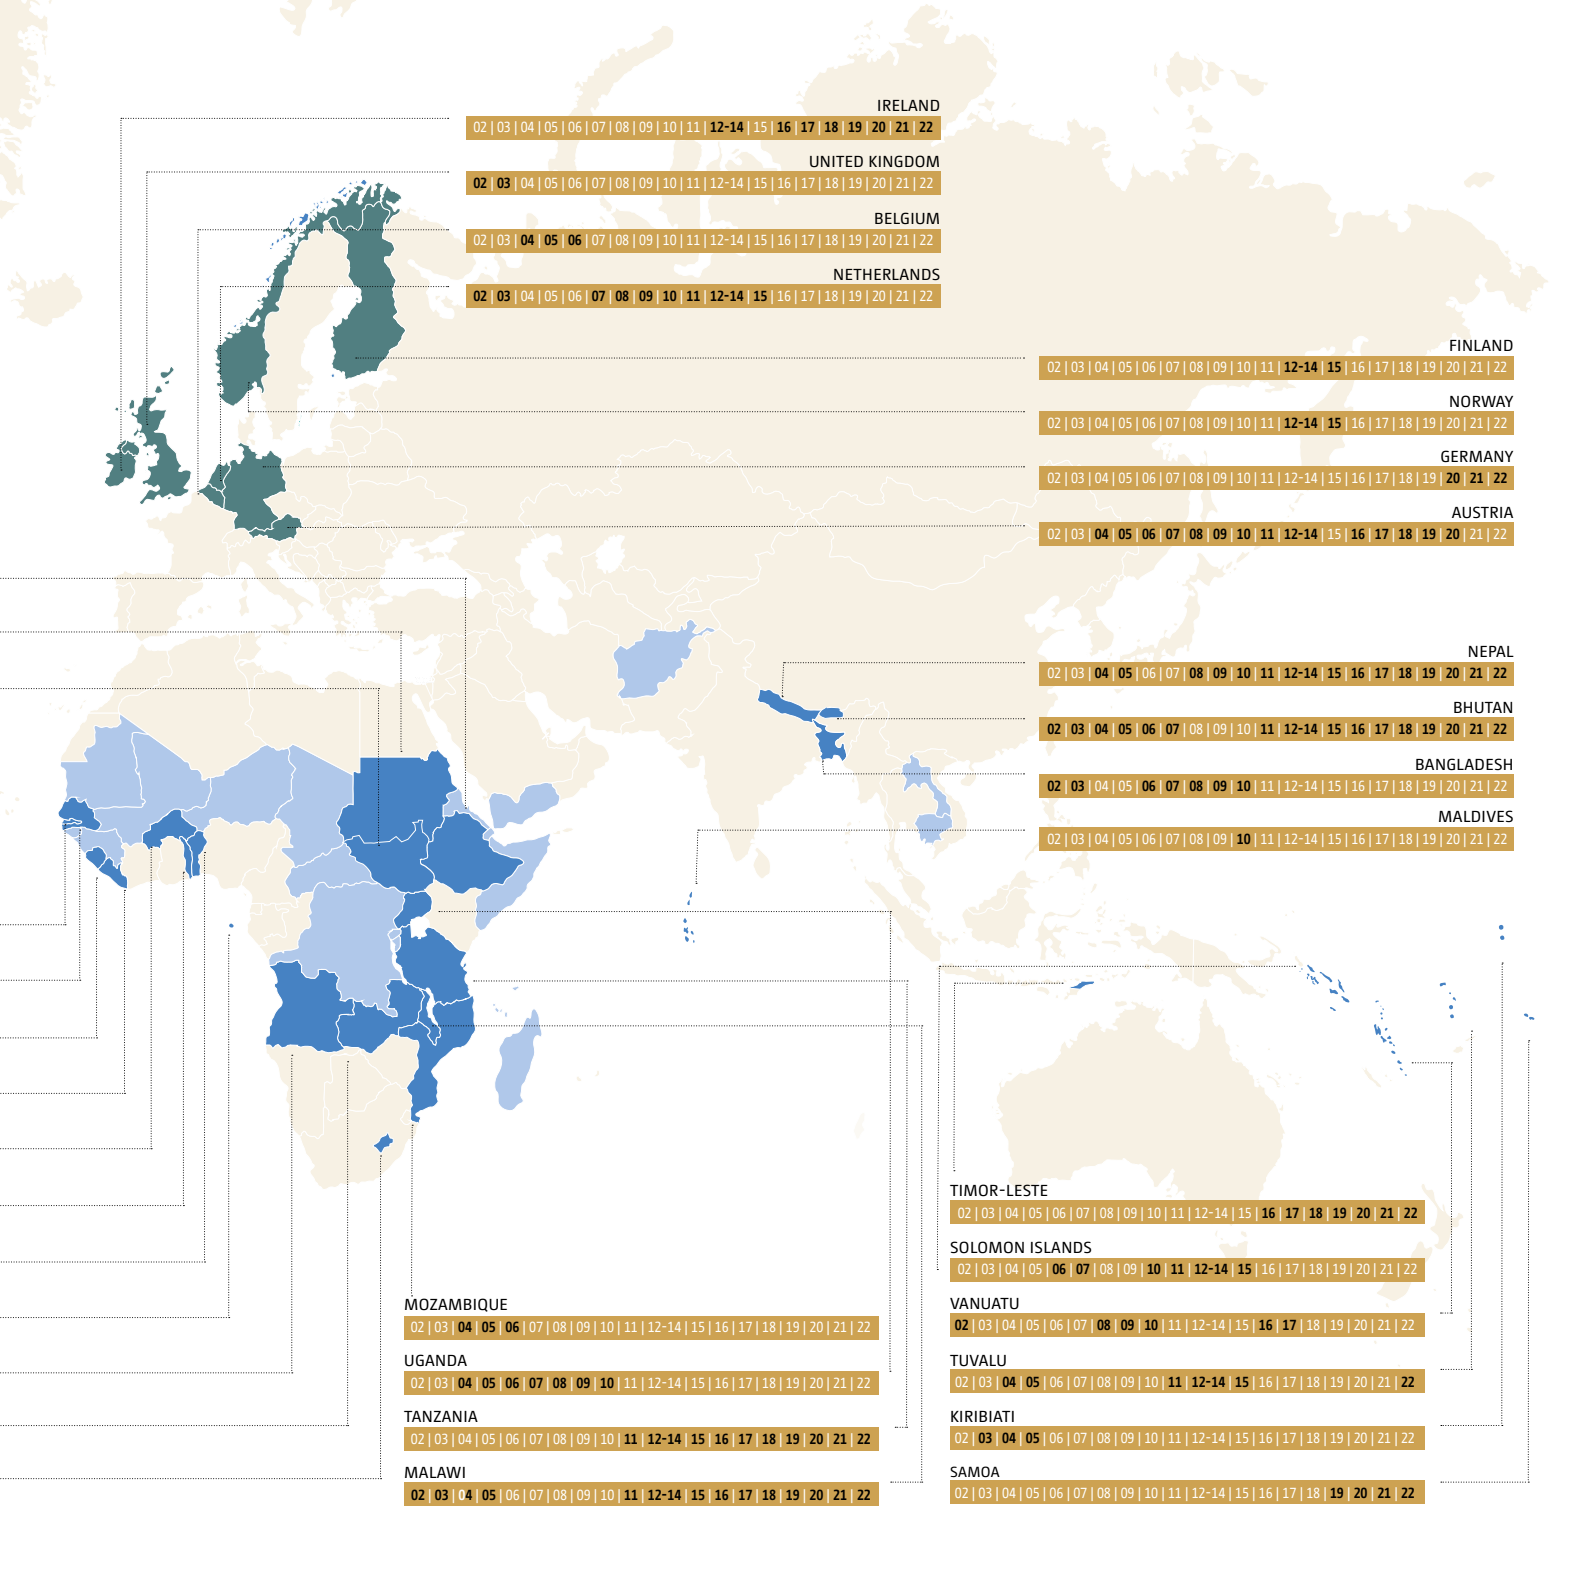 IRELAND
02 | 03 | 04 | 05 | 06 | 07 | 08 | 09 | 10 | 11 | 12-14 | 15 | 16 | 17 | 18 | 19 | 20 | 21 | 22
UNITED KINGDOM
02 | 03 | 04 | 05 | 06 | 07 | 08 | 09 | 10 | 11 | 12-14 | 15 | 16 | 17 | 18 | 19 | 20 | 21 | 22
BELGIUM
02 | 03 | 04 | 05 | 06 | 07 | 08 | 09 | 10 | 11 | 12-14 | 15 | 16 | 17 | 18 | 19 | 20 | 21 | 22
NETHERLANDS
02 | 03 | 04 | 05 | 06 | 07 | 08 | 09 | 10 | 11 | 12-14 | 15 | 16 | 17 | 18 | 19 | 20 | 21 | 22
FINLAND
02 | 03 | 04 | 05 | 06 | 07 | 08 | 09 | 10 | 11 | 12-14 | 15 | 16 | 17 | 18 | 19 | 20 | 21 | 22
NORWAY
02 | 03 | 04 | 05 | 06 | 07 | 08 | 09 | 10 | 11 | 12-14 | 15 | 16 | 17 | 18 | 19 | 20 | 21 | 22
GERMANY
02 | 03 | 04 | 05 | 06 | 07 | 08 | 09 | 10 | 11 | 12-14 | 15 | 16 | 17 | 18 | 19 | 20 | 21 | 22
AUSTRIA
02 | 03 | 04 | 05 | 06 | 07 | 08 | 09 | 10 | 11 | 12-14 | 15 | 16 | 17 | 18 | 19 | 20 | 21 | 22
NEPAL
02 | 03 | 04 | 05 | 06 | 07 | 08 | 09 | 10 | 11 | 12-14 | 15 | 16 | 17 | 18 | 19 | 20 | 21 | 22
BHUTAN
02 | 03 | 04 | 05 | 06 | 07 | 08 | 09 | 10 | 11 | 12-14 | 15 | 16 | 17 | 18 | 19 | 20 | 21 | 22
BANGLADESH
02 | 03 | 04 | 05 | 06 | 07 | 08 | 09 | 10 | 11 | 12-14 | 15 | 16 | 17 | 18 | 19 | 20 | 21 | 22
MALDIVES
02 | 03 | 04 | 05 | 06 | 07 | 08 | 09 | 10 | 11 | 12-14 | 15 | 16 | 17 | 18 | 19 | 20 | 21 | 22
MOZAMBIQUE
02 | 03 | 04 | 05 | 06 | 07 | 08 | 09 | 10 | 11 | 12-14 | 15 | 16 | 17 | 18 | 19 | 20 | 21 | 22
UGANDA
02 | 03 | 04 | 05 | 06 | 07 | 08 | 09 | 10 | 11 | 12-14 | 15 | 16 | 17 | 18 | 19 | 20 | 21 | 22
TANZANIA
02 | 03 | 04 | 05 | 06 | 07 | 08 | 09 | 10 | 11 | 12-14 | 15 | 16 | 17 | 18 | 19 | 20 | 21 | 22
MALAWI
02 | 03 | 04 | 05 | 06 | 07 | 08 | 09 | 10 | 11 | 12-14 | 15 | 16 | 17 | 18 | 19 | 20 | 21 | 22
TIMOR-LESTE
02 | 03 | 04 | 05 | 06 | 07 | 08 | 09 | 10 | 11 | 12-14 | 15 | 16 | 17 | 18 | 19 | 20 | 21 | 22
SOLOMON ISLANDS
02 | 03 | 04 | 05 | 06 | 07 | 08 | 09 | 10 | 11 | 12-14 | 15 | 16 | 17 | 18 | 19 | 20 | 21 | 22
VANUATU
02 | 03 | 04 | 05 | 06 | 07 | 08 | 09 | 10 | 11 | 12-14 | 15 | 16 | 17 | 18 | 19 | 20 | 21 | 22
TUVALU
02 | 03 | 04 | 05 | 06 | 07 | 08 | 09 | 10 | 11 | 12-14 | 15 | 16 | 17 | 18 | 19 | 20 | 21 | 22
KIRIBIATI
02 | 03 | 04 | 05 | 06 | 07 | 08 | 09 | 10 | 11 | 12-14 | 15 | 16 | 17 | 18 | 19 | 20 | 21 | 22
SAMOA
02 | 03 | 04 | 05 | 06 | 07 | 08 | 09 | 10 | 11 | 12-14 | 15 | 16 | 17 | 18 | 19 | 20 | 21 | 22